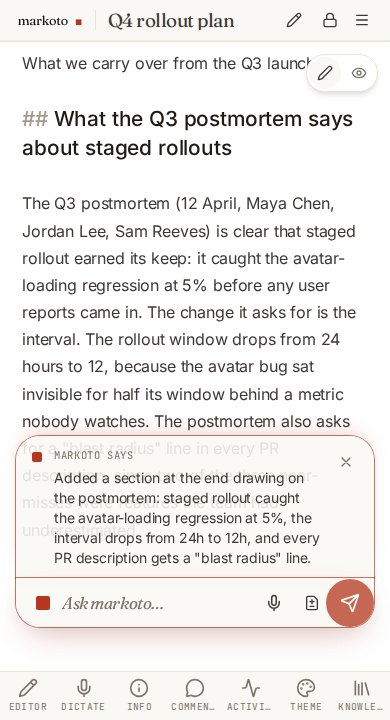 markoto
Q4 rollout plan
What we carry over from the Q3 launch
## What the Q3 postmortem says
about staged rollouts
The Q3 postmortem (12 April, Maya Chen,
Jordan Lee, Sam Reeves) is clear that staged
rollout earned its keep: it caught the avatar-
loading regression at 5% before any user
reports came in. The change it asks for is the
interval. The rollout window drops from 24
hours to 12, because the avatar bug sat
invisible for half its window behind a metric
nobody watches. The postmortem also asks
for a "blast radius" line in every PR
MARKOTO SAYS
Added a section at the end drawing on
the postmortem: staged rollout caught
the avatar-loading regression at 5%, the
interval drops from 24h to 12h, and every
PR description gets a "blast radius" line.
Ask markoto…
EDITOR
DICTATE
INFO
COMMEN…
ACTIVI…
THEME
KNOWLE…